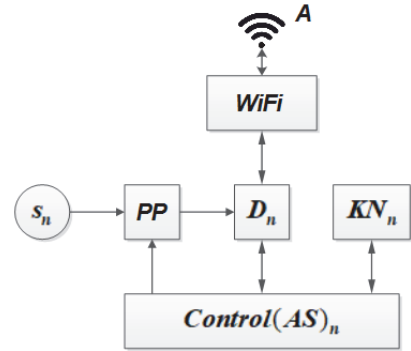 A
WiFi
s_n
PP
D_n
KN_n
Control(AS)_n